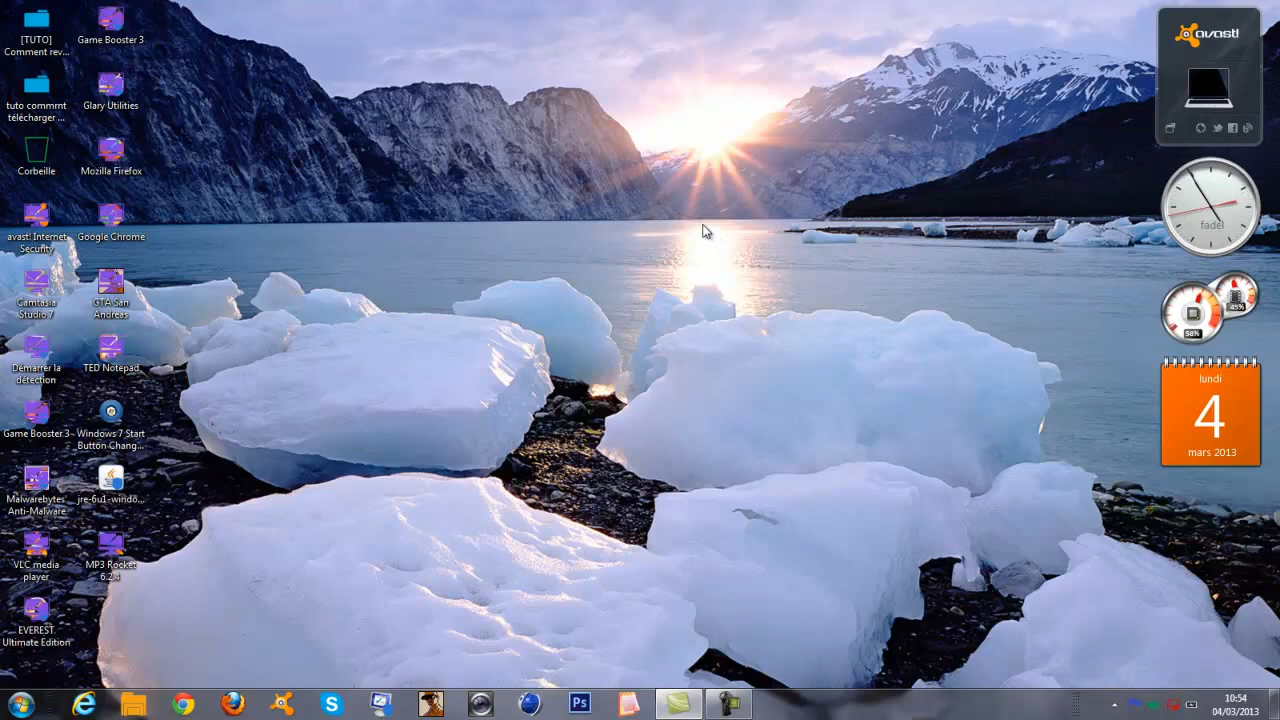 [TUTO]
Comment rev...
Game Booster 3
tuto commrnt
télécharger ...
Glary Utilities
Corbeille
Mozilla Firefox
avast! Internet
Security
Google Chrome
Camtasia
Studio 7
GTA San
Andreas
Démarrer la
détection
TED Notepad
Game Booster 3
Windows 7 Start
Button Chang...
Malwarebytes'
Anti-Malware
jre-6u1-windo...
VLC media
player
MP3 Rocket
6.2.4
EVEREST
Ultimate Edition
avast!
fadel
45%
58%
lundi
4
mars 2013
Ps
10:54
04/03/2013